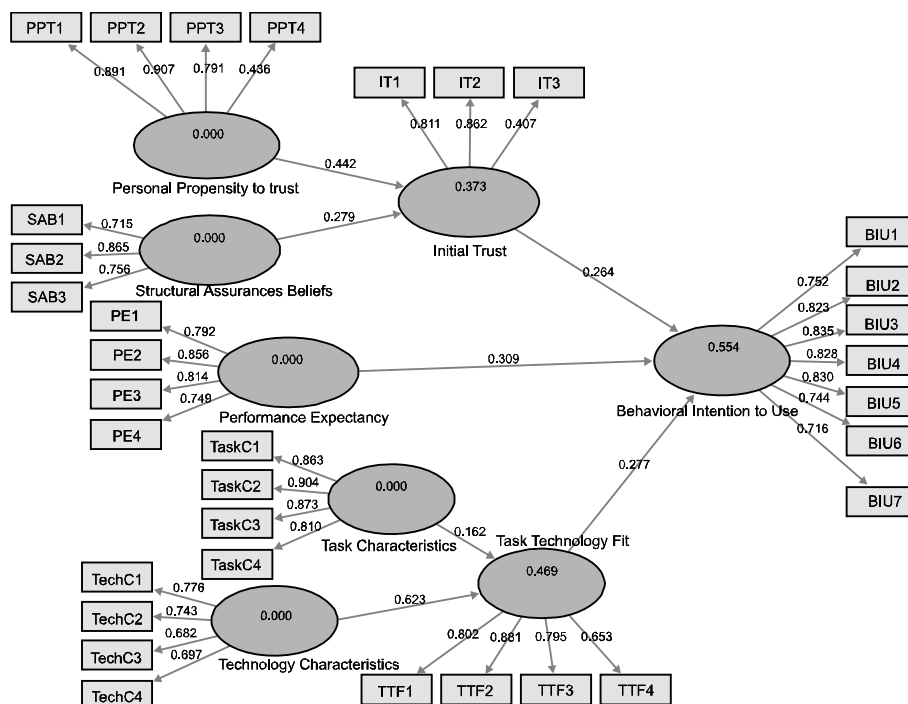 PPT1 PPT2 PPT3 PPT4
0.891 0.907 0.791 0.436
0.000
Personal Propensity to trust
IT1 IT2 IT3
0.811 0.862 0.407
0.442
0.373
Initial Trust
SAB1
SAB2
SAB3
0.715
0.865
0.756
0.000
Structural Assurances Beliefs
0.279
0.264
PE1
PE2
PE3
PE4
0.792
0.856
0.814
0.749
0.000
Performance Expectancy
0.309
0.554
Behavioral Intention to Use
BIU1
BIU2
BIU3
BIU4
BIU5
BIU6
BIU7
0.752
0.823
0.835
0.828
0.830
0.744
0.716
0.277
TaskC1
TaskC2
TaskC3
TaskC4
0.863
0.904
0.873
0.810
0.000
Task Characteristics
0.162
Task Technology Fit
0.469
TechC1
TechC2
TechC3
TechC4
0.776
0.743
0.682
0.697
0.000
Technology Characteristics
0.623
0.802 0.881 0.795 0.653
TTF1 TTF2 TTF3 TTF4